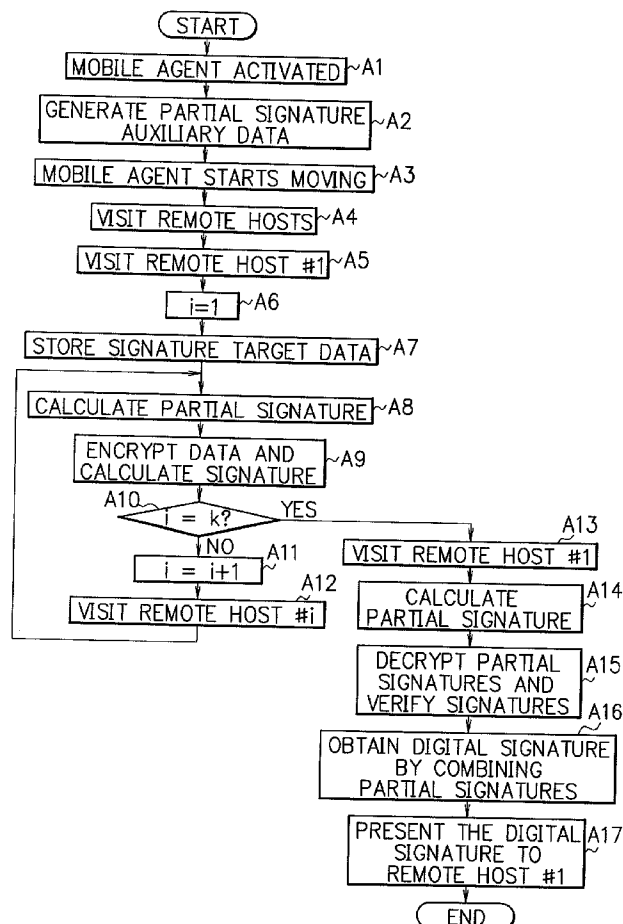 START
MOBILE AGENT ACTIVATED
A1
GENERATE PARTIAL SIGNATURE
AUXILIARY DATA
A2
MOBILE AGENT STARTS MOVING
A3
VISIT REMOTE HOSTS
A4
VISIT REMOTE HOST #1
A5
i=1
A6
STORE SIGNATURE TARGET DATA
A7
CALCULATE PARTIAL SIGNATURE
A8
ENCRYPT DATA AND
CALCULATE SIGNATURE
A9
A10
i = k?
YES
NO
i = i+1
A11
VISIT REMOTE HOST #i
A12
A13
VISIT REMOTE HOST #1
CALCULATE
PARTIAL SIGNATURE
A14
DECRYPT PARTIAL
SIGNATURES AND
VERIFY SIGNATURES
A15
A16
OBTAIN DIGITAL SIGNATURE
BY COMBINING
PARTIAL SIGNATURES
PRESENT THE DIGITAL
SIGNATURE TO
REMOTE HOST #1
A17
END